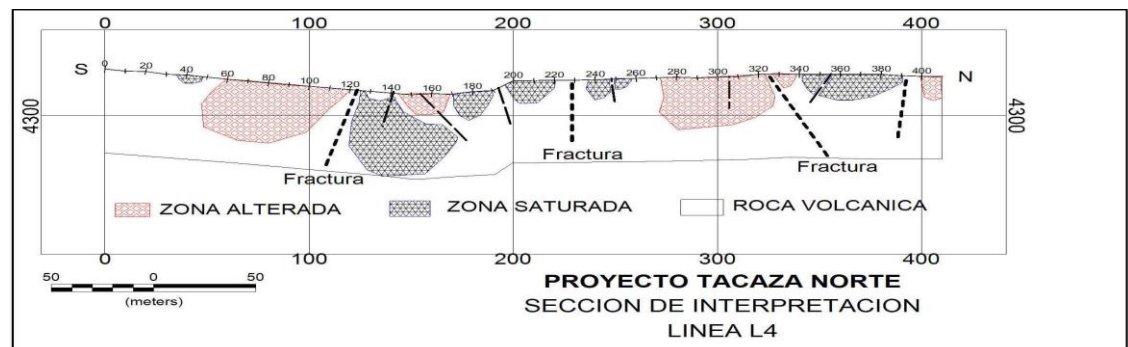 0 100 200 300 400
S 0 20 40 60 80 100 120 140 160 180 200 220 240 260 280 300 320 340 360 380 400 N
4300 4300
Fractura Fractura Fractura
ZONA ALTERADA ZONA SATURADA ROCA VOLCANICA
0 100 200 300 400
50 0 50
(meters)
PROYECTO TACAZA NORTE
SECCION DE INTERPRETACION
LINEA L4